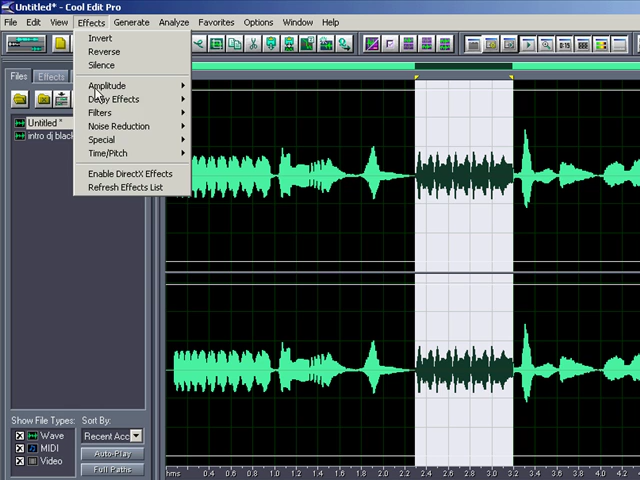 Untitled* - Cool Edit Pro
File Edit View Effects Generate Analyze Favorites Options Window Help
Invert
Reverse
Silence
Amplitude
Delay Effects
Filters
Noise Reduction
Special
Time/Pitch
Enable DirectX Effects
Refresh Effects List
Files Effects
Untitled *
intro dj black
Show File Types: Sort By:
Wave Recent Acc
MIDI Auto-Play
Video Full Paths
hms 0.4 0.6 0.8 1.0 1.2 1.4 1.6 1.8 2.0 2.2 2.4 2.6 2.8 3.0 3.2 3.4 3.6 3.8 4.0 4.2